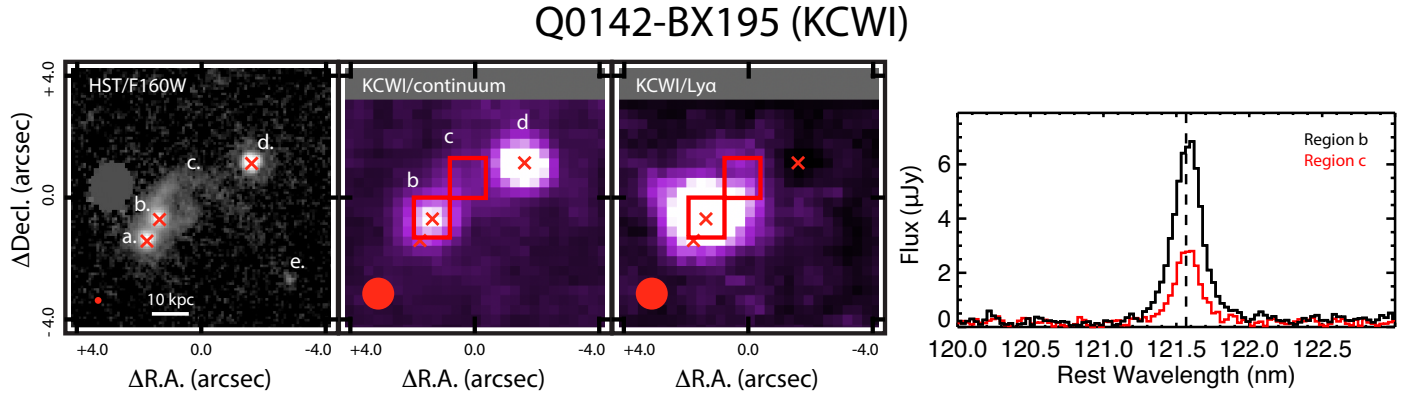 Q0142-BX195 (KCWI)
HST/F160W
KCWI/continuum
KCWI/Lyα
a.
b.
c.
d.
e.
10 kpc
b
c
d
Region b
Region c
+4.0
0.0
-4.0
ΔDecl. (arcsec)
+4.0 0.0 -4.0
+4.0 0.0 -4.0
+4.0 0.0 -4.0
ΔR.A. (arcsec)
ΔR.A. (arcsec)
ΔR.A. (arcsec)
6
4
2
0
Flux (μJy)
120.0 120.5 121.0 121.5 122.0 122.5
Rest Wavelength (nm)